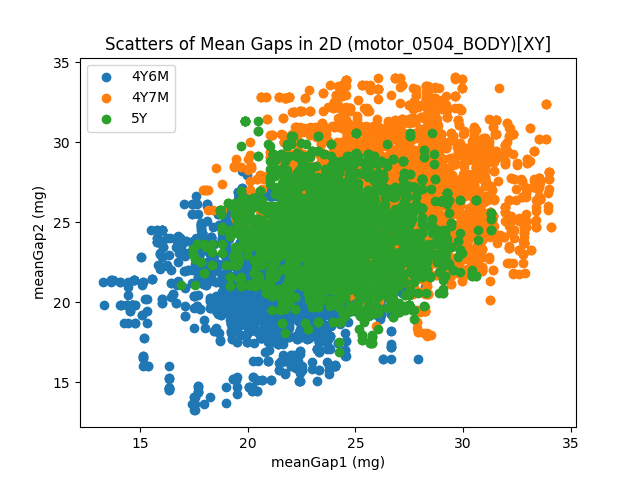 Scatters of Mean Gaps in 2D (motor_0504_BODY)[XY]
4Y6M
4Y7M
5Y
35
30
25
20
15
meanGap2 (mg)
15 20 25 30 35
meanGap1 (mg)